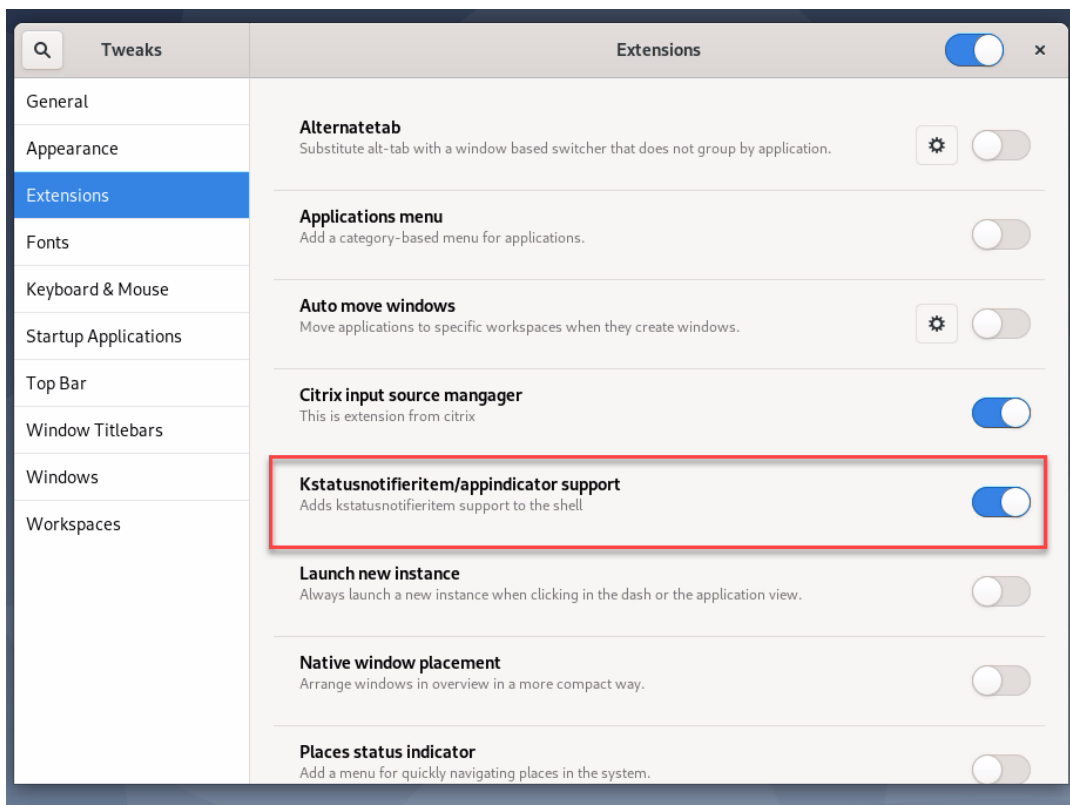 Tweaks
Extensions
General
Appearance
Extensions
Fonts
Keyboard & Mouse
Startup Applications
Top Bar
Window Titlebars
Windows
Workspaces
Alternatetab
Substitute alt-tab with a window based switcher that does not group by application.
Applications menu
Add a category-based menu for applications.
Auto move windows
Move applications to specific workspaces when they create windows.
Citrix input source mangager
This is extension from citrix
Kstatusnotifieritem/appindicator support
Adds kstatusnotifieritem support to the shell
Launch new instance
Always launch a new instance when clicking in the dash or the application view.
Native window placement
Arrange windows in overview in a more compact way.
Places status indicator
Add a menu for quickly navigating places in the system.